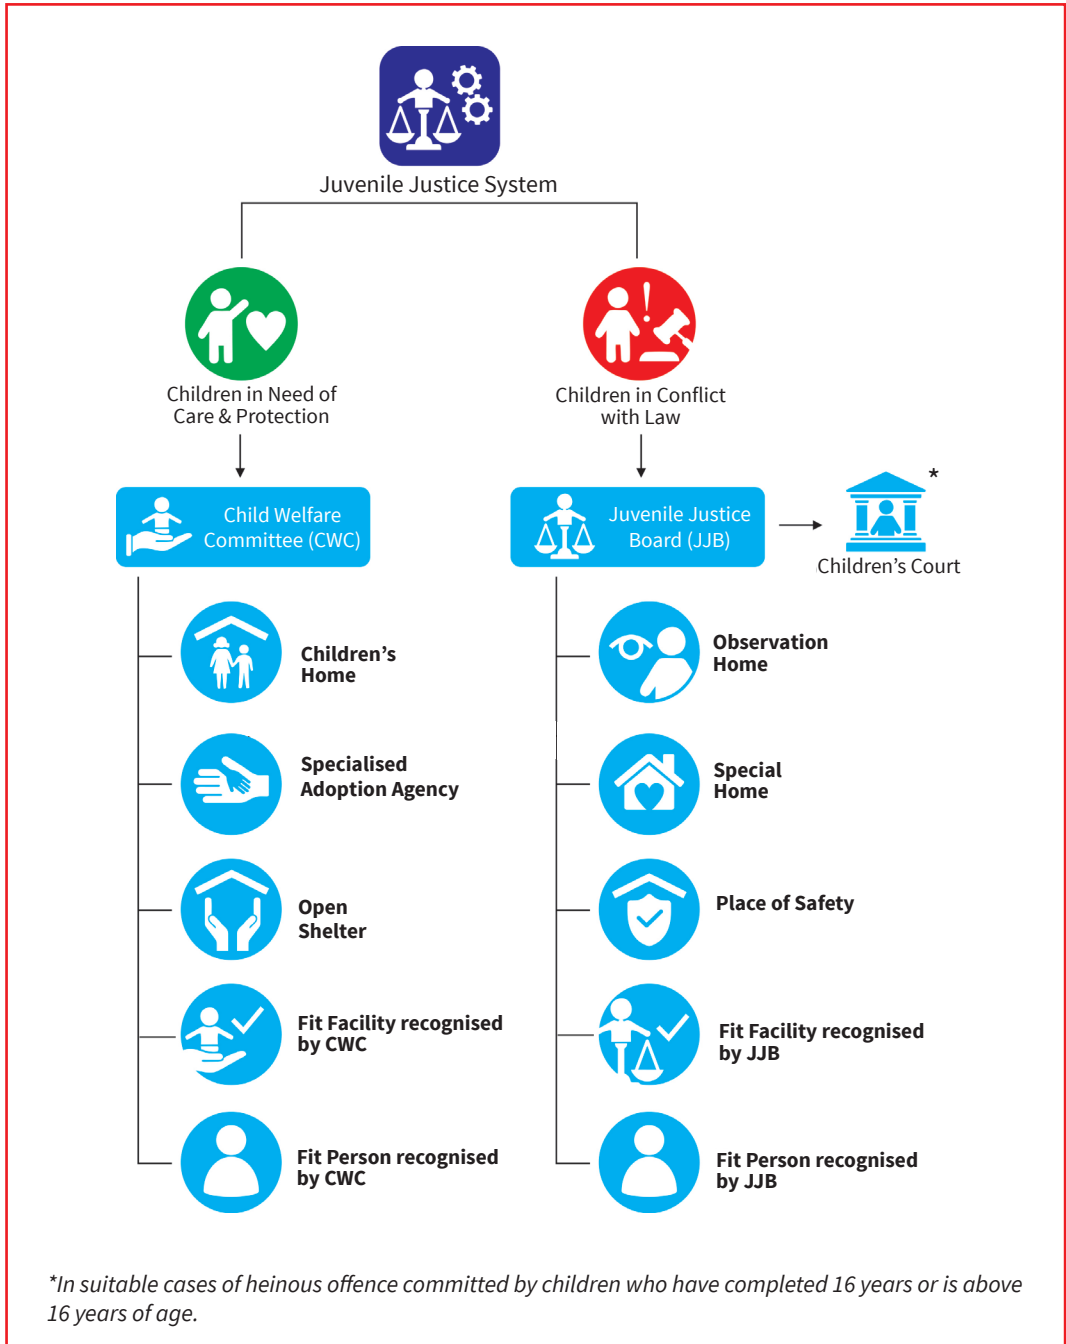 Juvenile Justice System
Children in Need of
Care & Protection
Children in Conflict
with Law
Child Welfare
Committee (CWC)
Juvenile Justice
Board (JJB)
*
Children’s Court
Children’s
Home
Specialised
Adoption Agency
Open
Shelter
Fit Facility recognised
by CWC
Fit Person recognised
by CWC
Observation
Home
Special
Home
Place of Safety
Fit Facility recognised
by JJB
Fit Person recognised
by JJB
*In suitable cases of heinous offence committed by children who have completed 16 years or is above
16 years of age.